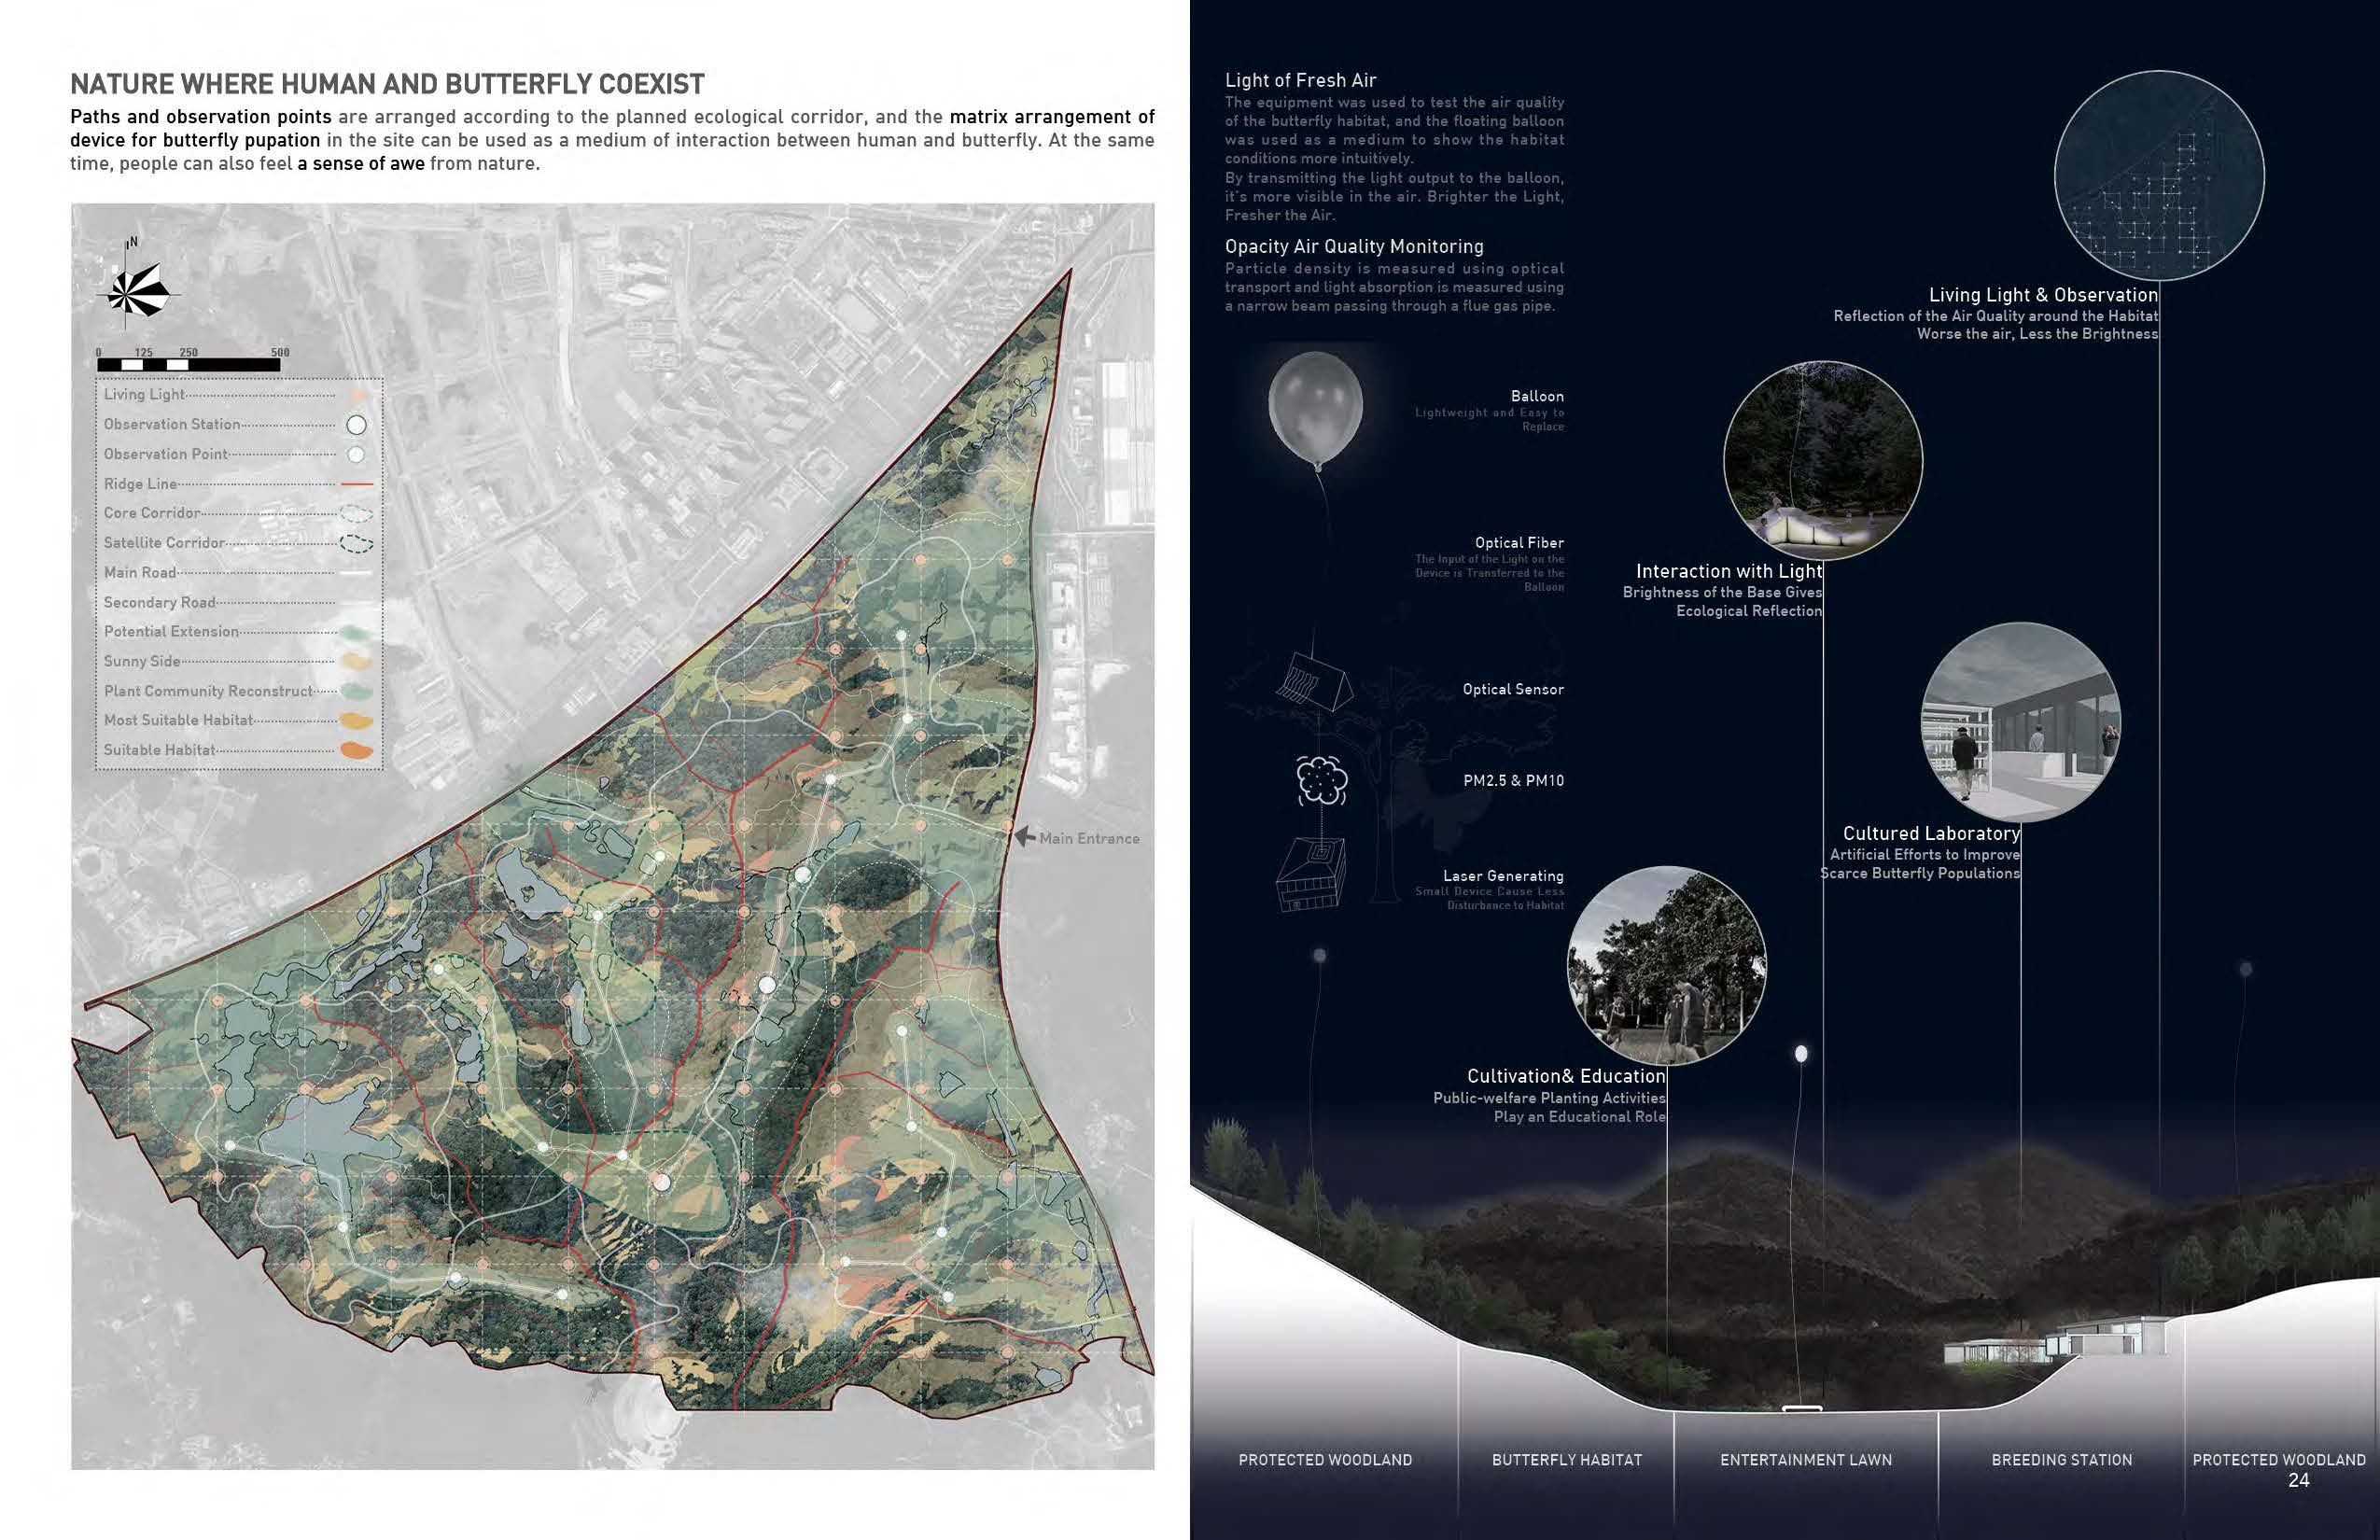 NATURE WHERE HUMAN AND BUTTERFLY COEXIST
Paths and observation points are arranged according to the planned ecological corridor, and the matrix arrangement of
device for butterfly pupation in the site can be used as a medium of interaction between human and butterfly. At the same
time, people can also feel a sense of awe from nature.
N
0 125 250 500
Living Light
Observation Station
Observation Point
Ridge Line
Core Corridor
Satellite Corridor
Main Road
Secondary Road
Potential Extension
Sunny Side
Plant Community Reconstruct
Most Suitable Habitat
Suitable Habitat
Main Entrance
Light of Fresh Air
The equipment was used to test the air quality
of the butterfly habitat, and the floating balloon
was used as a medium to show the habitat
conditions more intuitively.
By transmitting the light output to the balloon,
it's more visible in the air. Brighter the Light,
Fresher the Air.
Opacity Air Quality Monitoring
Particle density is measured using optical
transport and light absorption is measured using
a narrow beam passing through a flue gas pipe.
Balloon
Lightweight and Easy to
Replace
Optical Fiber
The Input of the Light on the
Device is Transferred to the
Balloon
Optical Sensor
PM2.5 & PM10
Laser Generating
Small Device Cause Less
Disturbance to Habitat
Living Light & Observation
Reflection of the Air Quality around the Habitat
Worse the air, Less the Brightness
Interaction with Light
Brightness of the Base Gives
Ecological Reflection
Cultured Laboratory
Artificial Efforts to Improve
Scarce Butterfly Populations
Cultivation& Education
Public-welfare Planting Activities
Play an Educational Role
PROTECTED WOODLAND
BUTTERFLY HABITAT
ENTERTAINMENT LAWN
BREEDING STATION
PROTECTED WOODLAND
24